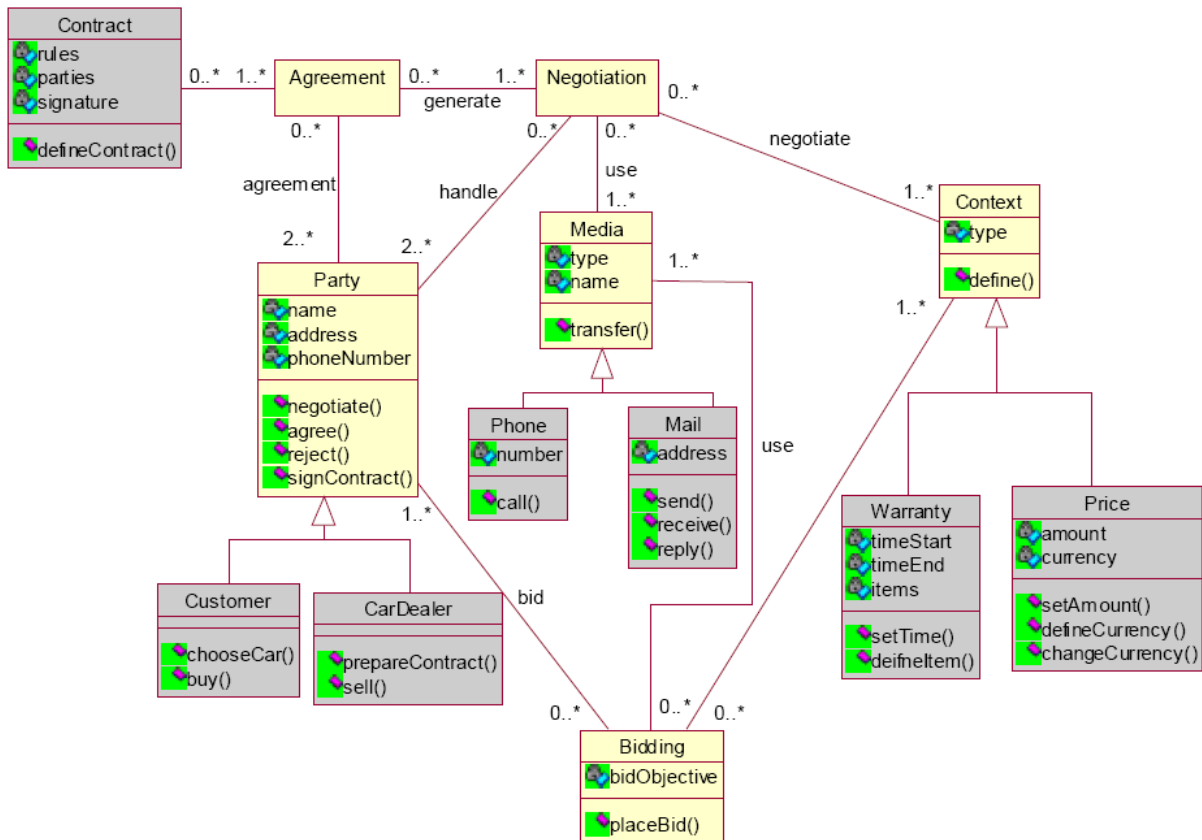 Contract
rules
parties
signature
defineContract()
0..*
1..*
Agreement
0..*
generate
1..*
Negotiation
0..*
negotiate
1..*
0..*
agreement
2..*
0..*
handle
2..*
0..*
use
1..*
Context
type
define()
1..*
Media
type
name
transfer()
1..*
Party
name
address
phoneNumber
negotiate()
agree()
reject()
signContract()
1..*
Phone
number
call()
Mail
address
send()
receive()
reply()
use
Warranty
timeStart
timeEnd
items
setTime()
deifneItem()
Price
amount
currency
setAmount()
defineCurrency()
changeCurrency()
Customer
chooseCar()
buy()
CarDealer
prepareContract()
sell()
bid
0..*
0..*
0..*
Bidding
bidObjective
placeBid()